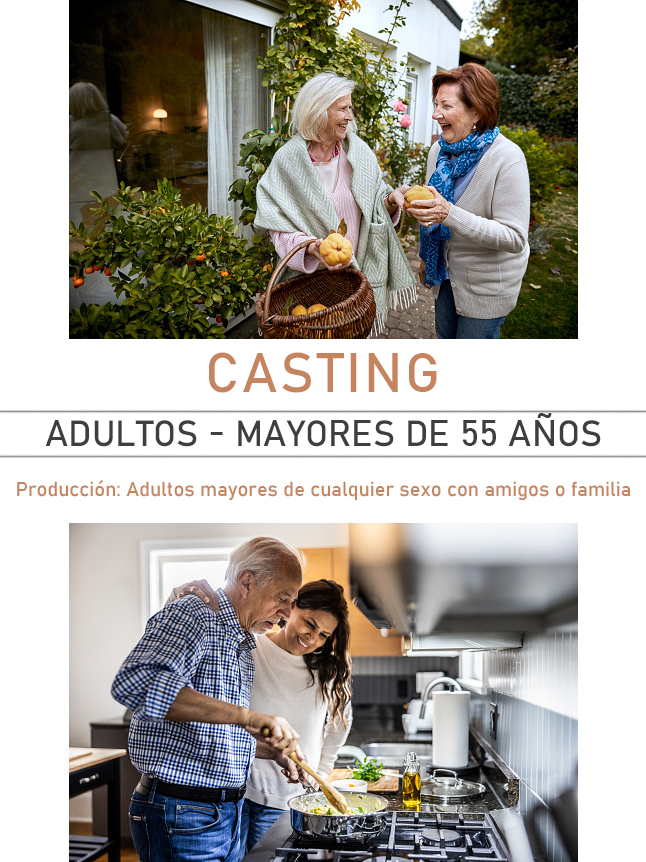 CASTING
ADULTOS - MAYORES DE 55 AÑOS
Producción: Adultos mayores de cualquier sexo con amigos o familia